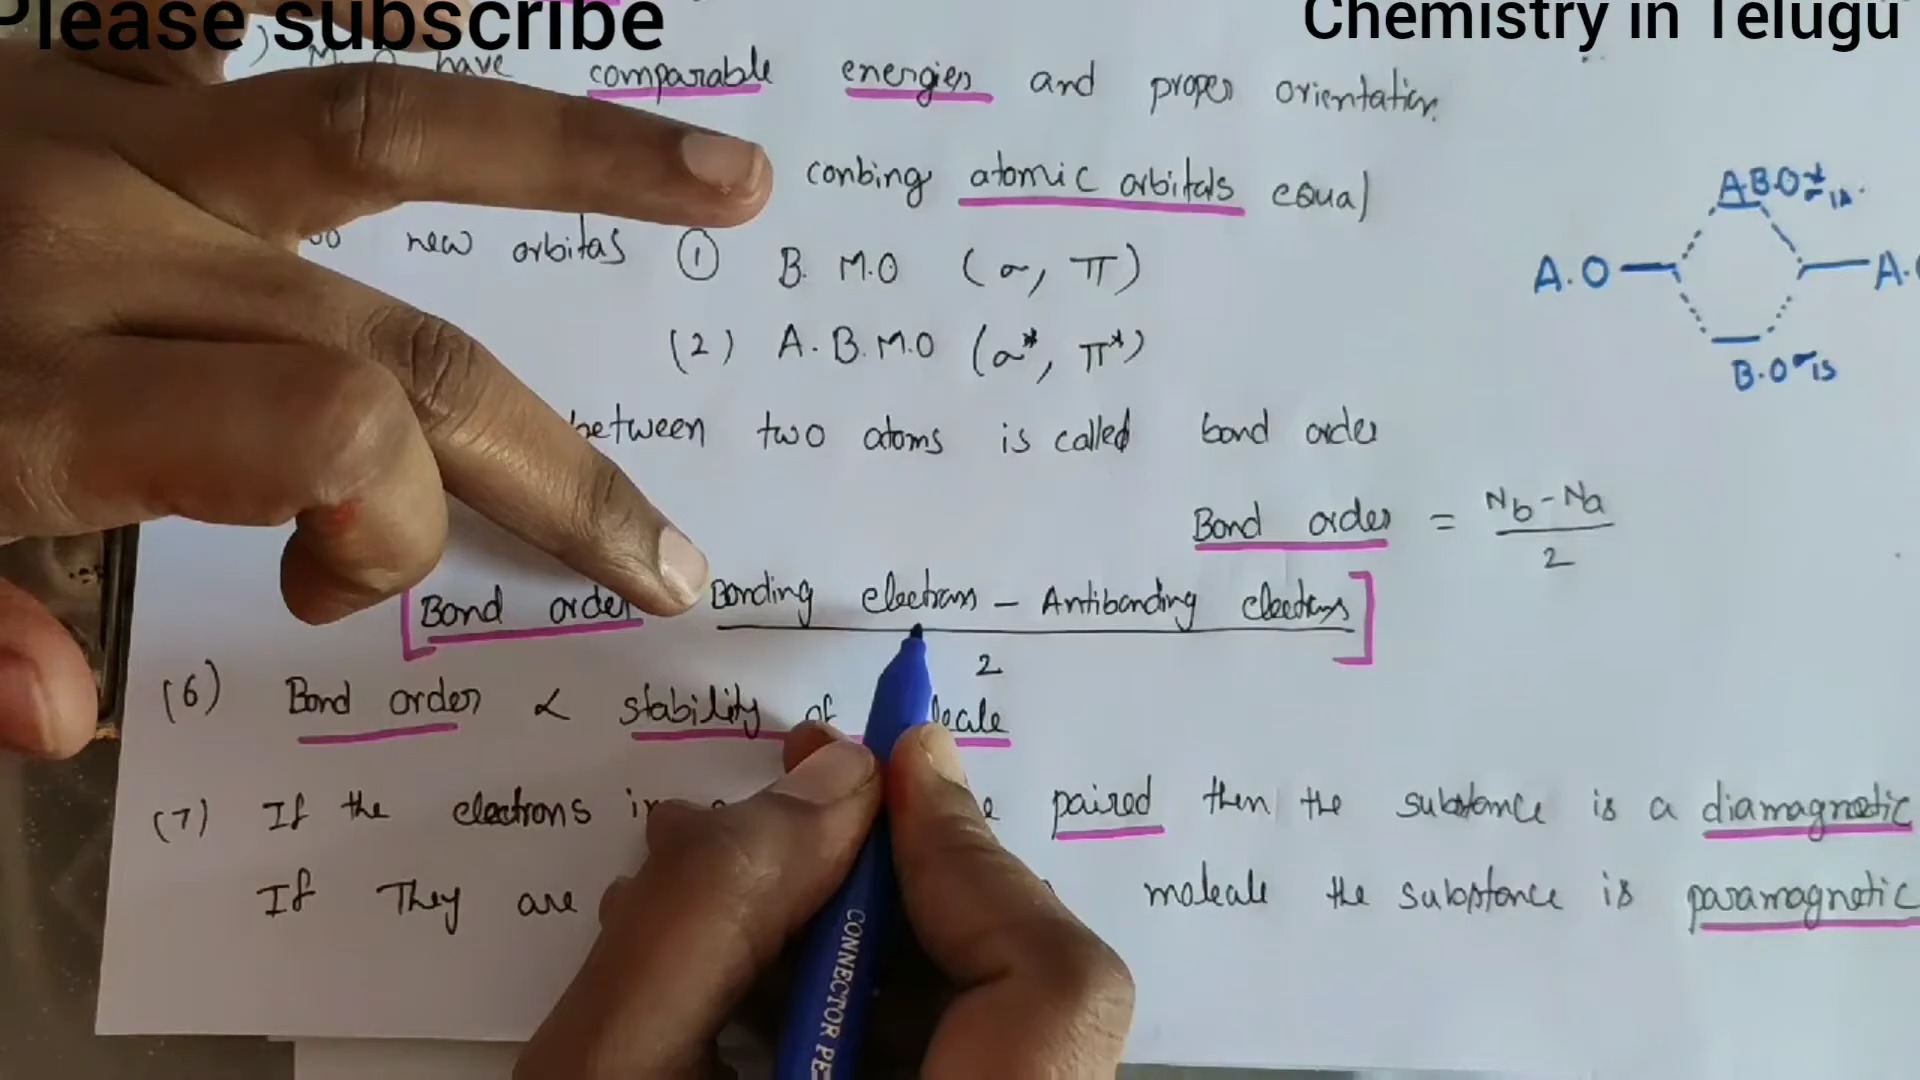 Please subscribe
Chemistry in Telugu
) M.O have comparable energies and proper orientation.
conbing atomic orbitals equal
new orbitas ① B. M.O (σ, π)
(2) A.B.M.O (σ*, π*)
A.B.O σ* 1s.
A.O
A.
B.O σ 1s
between two atoms is called bond order
Bond order = Nb - Na
2
[Bond order Bonding electrons - Antibonding electrons]
2
(6) Bond order ∝ stability of
(7) If the electrons in paired then the substance is a diamagnetic
If They are molecule the substance is paramagnetic
CONNECTOR PE